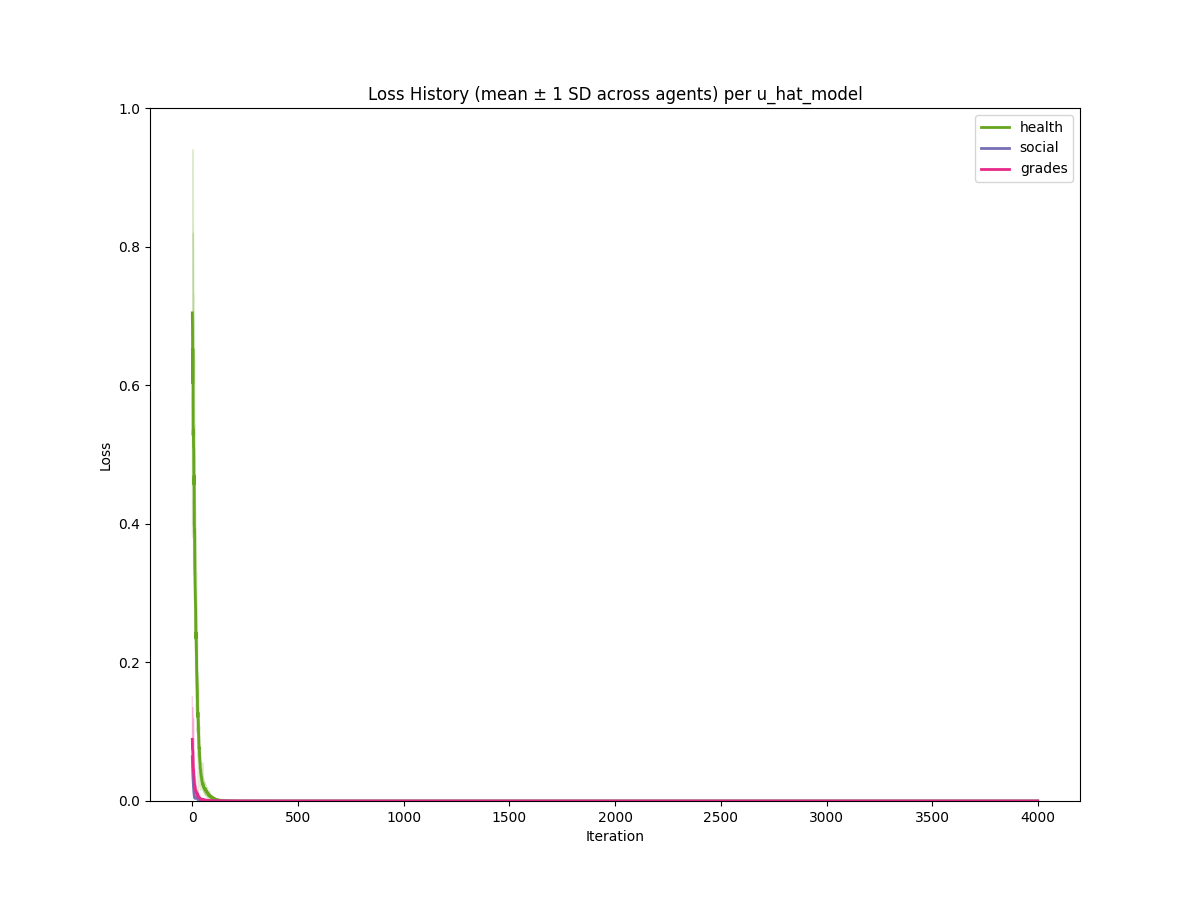 Loss History (mean ± 1 SD across agents) per u_hat_model
1.0
0.8
0.6
0.4
0.2
0.0
Loss
health
social
grades
0 500 1000 1500 2000 2500 3000 3500 4000
Iteration